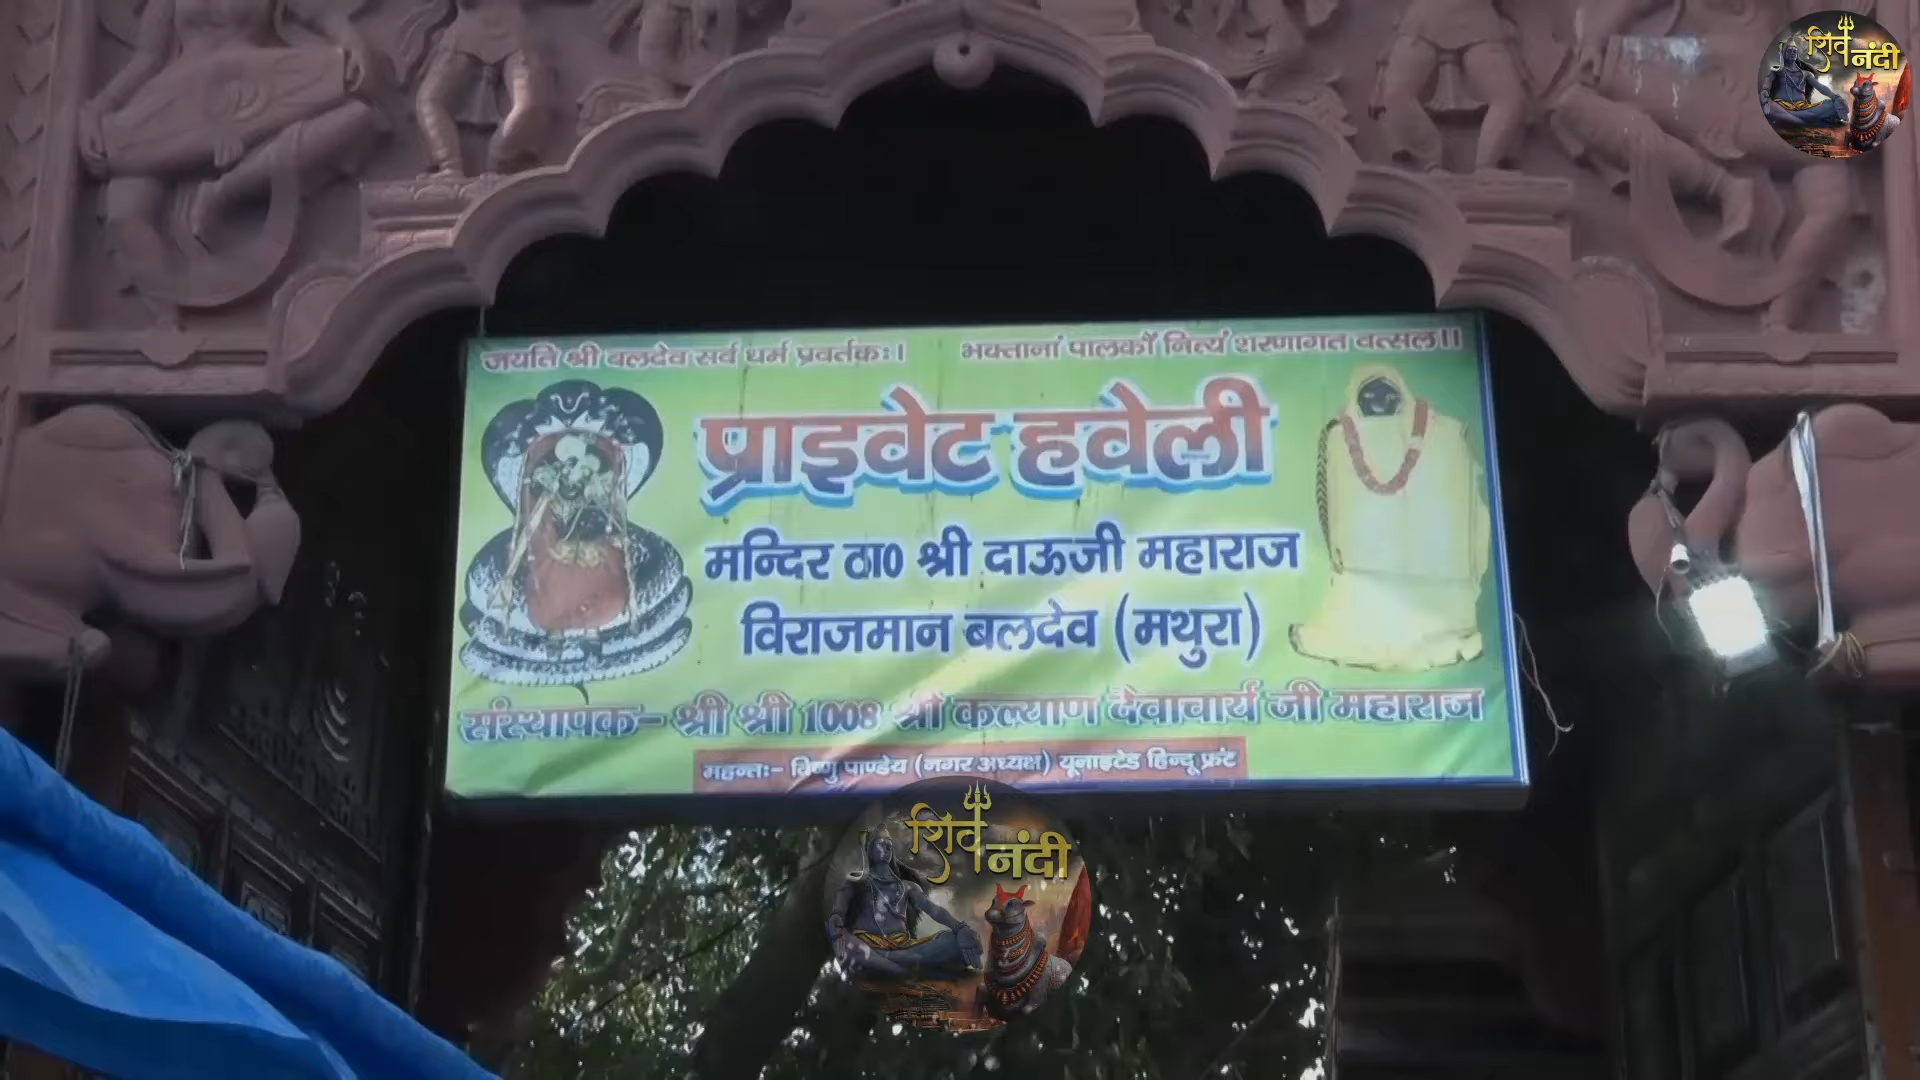 शिव नंदी
जयति श्री बलदेव सर्व धर्म प्रवर्तकः। भक्तानां पालकों नित्यं शरणागत वत्सल।।
प्राइवेट हवेली
मन्दिर ठा0 श्री दाऊजी महाराज
विराजमान बलदेव (मथुरा)
संस्थापक- श्री श्री 1008 श्री कल्याण देवाचार्य जी महाराज
महन्तः- विष्णु पाण्डेय (नगर अध्यक्ष) यूनाइटेड हिन्दू फ्रंट
शिव नंदी